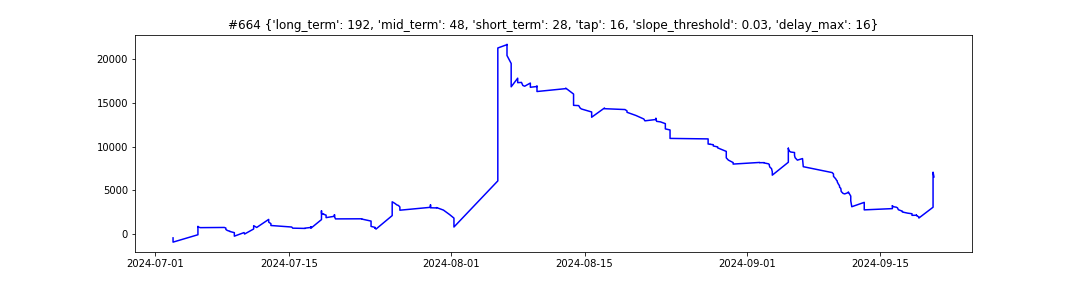 #664 {'long_term': 192, 'mid_term': 48, 'short_term': 28, 'tap': 16, 'slope_threshold': 0.03, 'delay_max': 16}
20000
15000
10000
5000
0
2024-07-01 2024-07-15 2024-08-01 2024-08-15 2024-09-01 2024-09-15